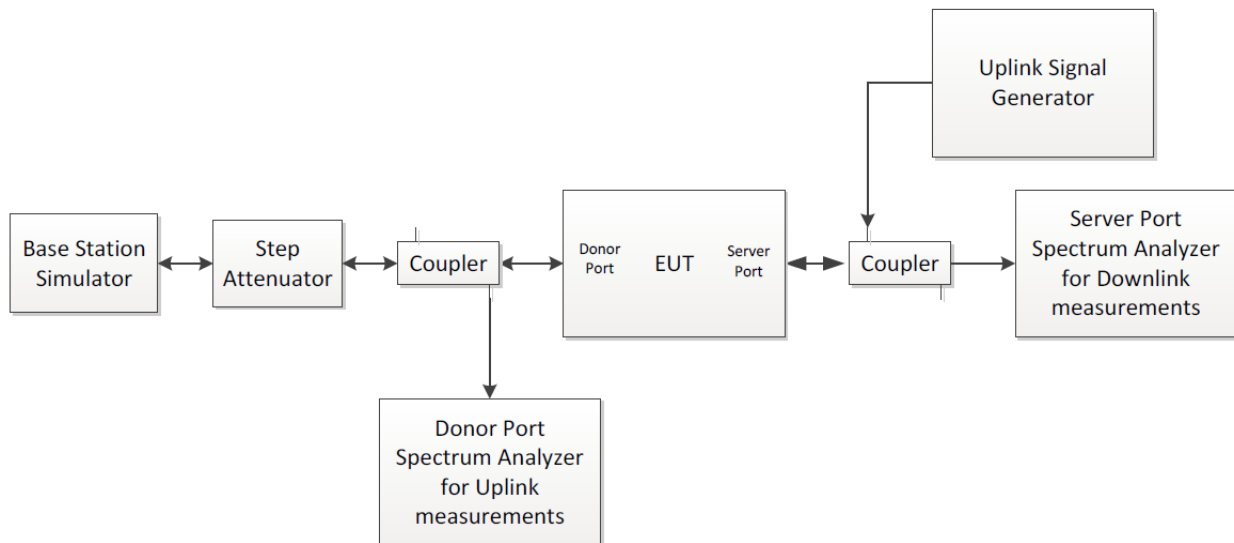 Uplink Signal
Generator
Base Station
Simulator
Step
Attenuator
Coupler
Donor
Port
EUT
Server
Port
Coupler
Server Port
Spectrum Analyzer
for Downlink
measurements
Donor Port
Spectrum Analyzer
for Uplink
measurements